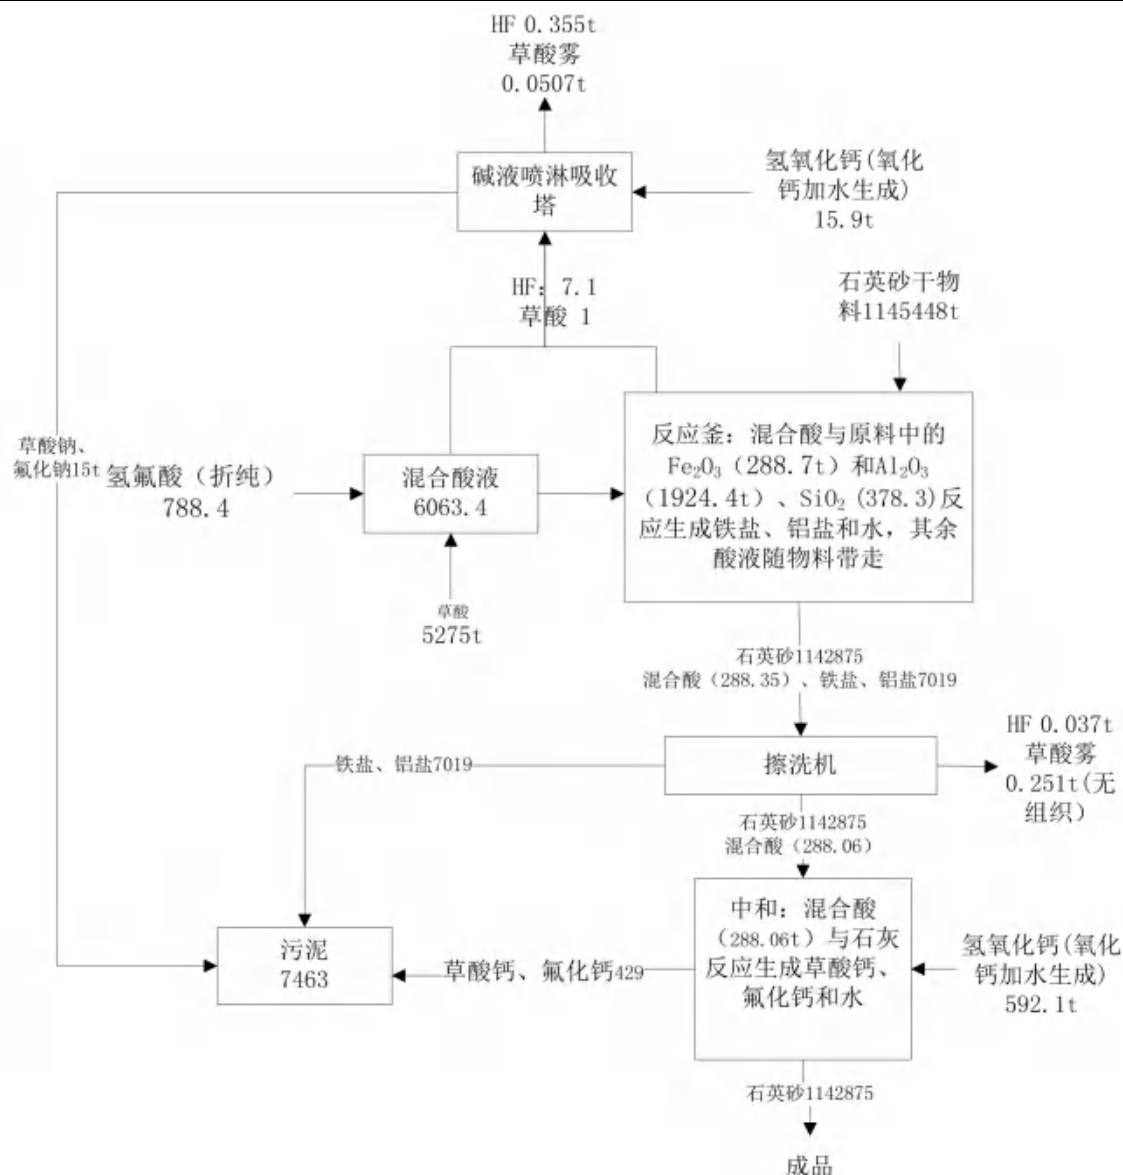 HF 0.355t
草酸雾
0.0507t
碱液喷淋吸收
塔
氢氧化钙(氧化
钙加水生成)
15.9t
HF：7.1
草酸 1
石英砂干物
料1145448t
草酸钠、
氟化钠15t
氢氟酸（折纯）
788.4
混合酸液
6063.4
草酸
5275t
反应釜：混合酸与原料中的
Fe₂O₃（288.7t）和Al₂O₃
（1924.4t）、SiO₂（378.3)反
应生成铁盐、铝盐和水，其余
酸液随物料带走
石英砂1142875
混合酸（288.35）、铁盐、铝盐7019
擦洗机
HF 0.037t
草酸雾
0.251t(无
组织）
铁盐、铝盐7019
石英砂1142875
混合酸（288.06）
中和：混合酸
（288.06t）与石灰
反应生成草酸钙、
氟化钙和水
氢氧化钙(氧化
钙加水生成)
592.1t
污泥
7463
草酸钙、氟化钙429
石英砂1142875
成品